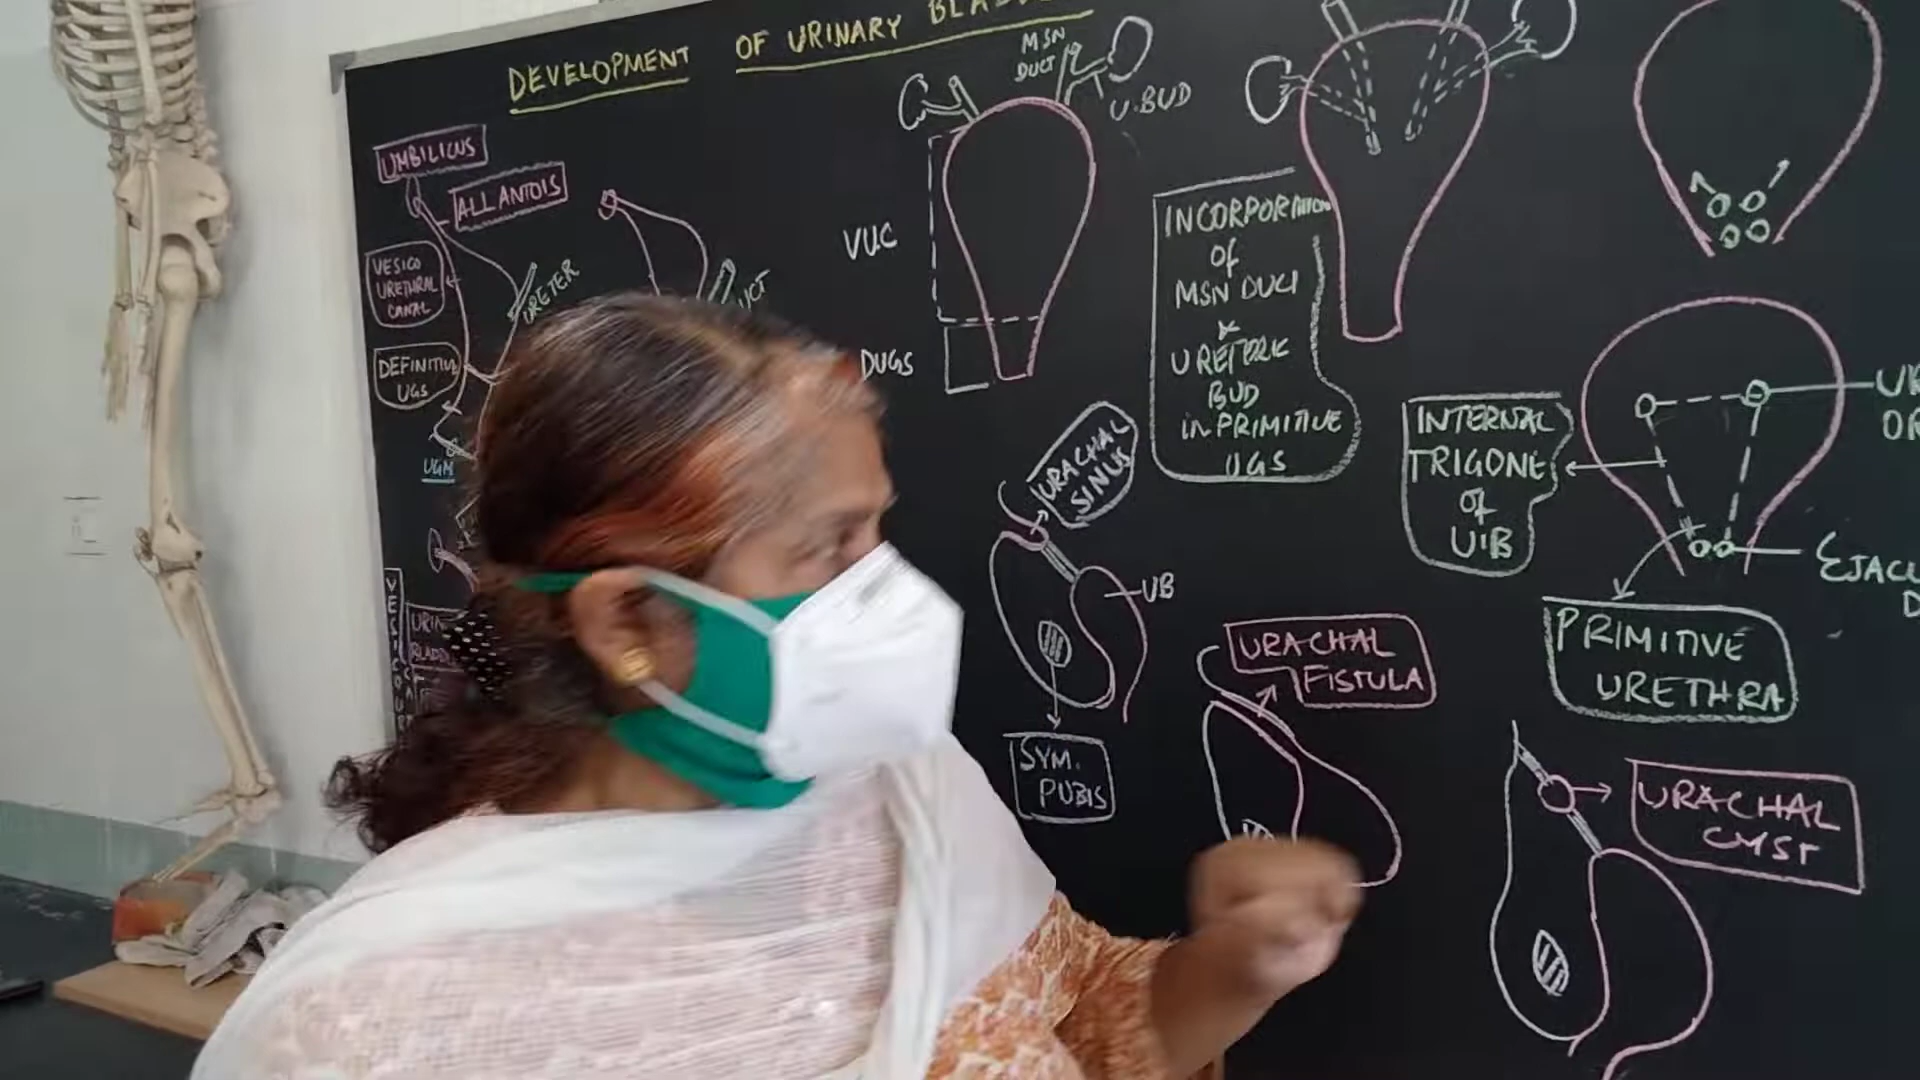 DEVELOPMENT OF URINARY
UMBILICUS
ALLANTOIS
VESICO
URETHRAL
CANAL
URETER
DEFINITIVE
UGS
UGM
MSN
DUCT
U.BUD
VUC
DUGS
INCORPORATION
of
MSN DUCT
&
URETERIC
BUD
in PRIMITIVE
UGS
INTERNAL
TRIGONE
of
UB
PRIMITIVE
URETHRA
URACHAL
SINUS
UB
SYM.
PUBIS
URACHAL
FISTULA
URACHAL
CYST